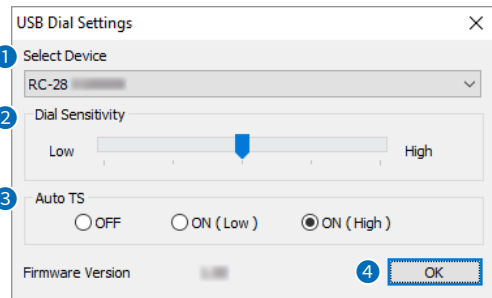 USB Dial Settings
1 Select Device
RC-28
2 Dial Sensitivity
Low High
3 Auto TS
OFF ON ( Low ) ON ( High )
Firmware Version 4 OK